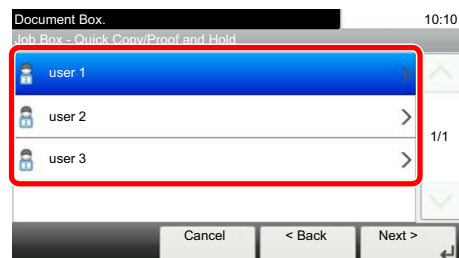 Document Box. 10:10
Job Box - Quick Copy/Proof and Hold
user 1
user 2
1/1
user 3
Cancel < Back Next >